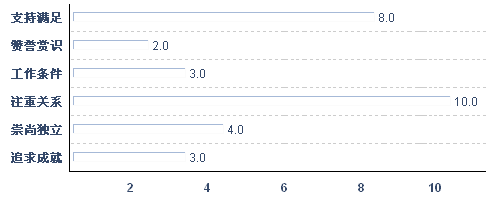 支持满足 8.0
赞誉赏识 2.0
工作条件 3.0
注重关系 10.0
崇尚独立 4.0
追求成就 3.0
2 4 6 8 10